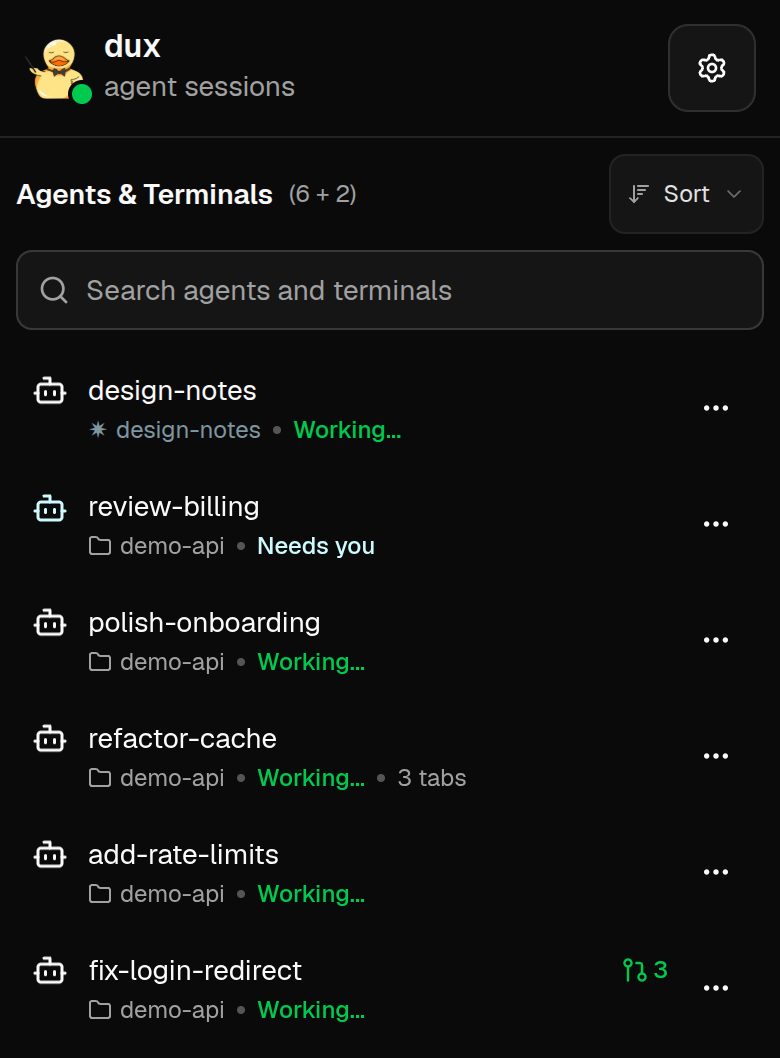 dux
agent sessions
Agents & Terminals (6 + 2)
Sort
Search agents and terminals
design-notes
design-notes • Working...
review-billing
demo-api • Needs you
polish-onboarding
demo-api • Working...
refactor-cache
demo-api • Working... • 3 tabs
add-rate-limits
demo-api • Working...
fix-login-redirect 3
demo-api • Working...